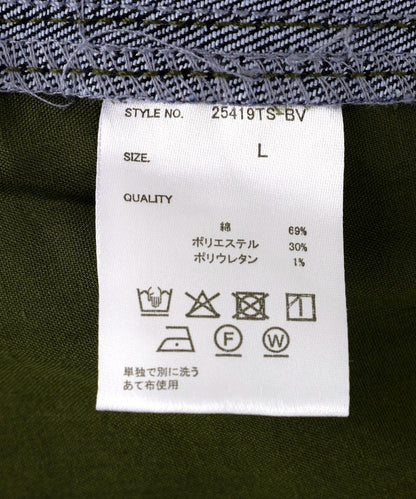 STYLE NO. 25419TS-BV
SIZE. L
QUALITY
綿 69%
ポリエステル 30%
ポリウレタン 1%
F W
単独で別に洗う
あて布使用